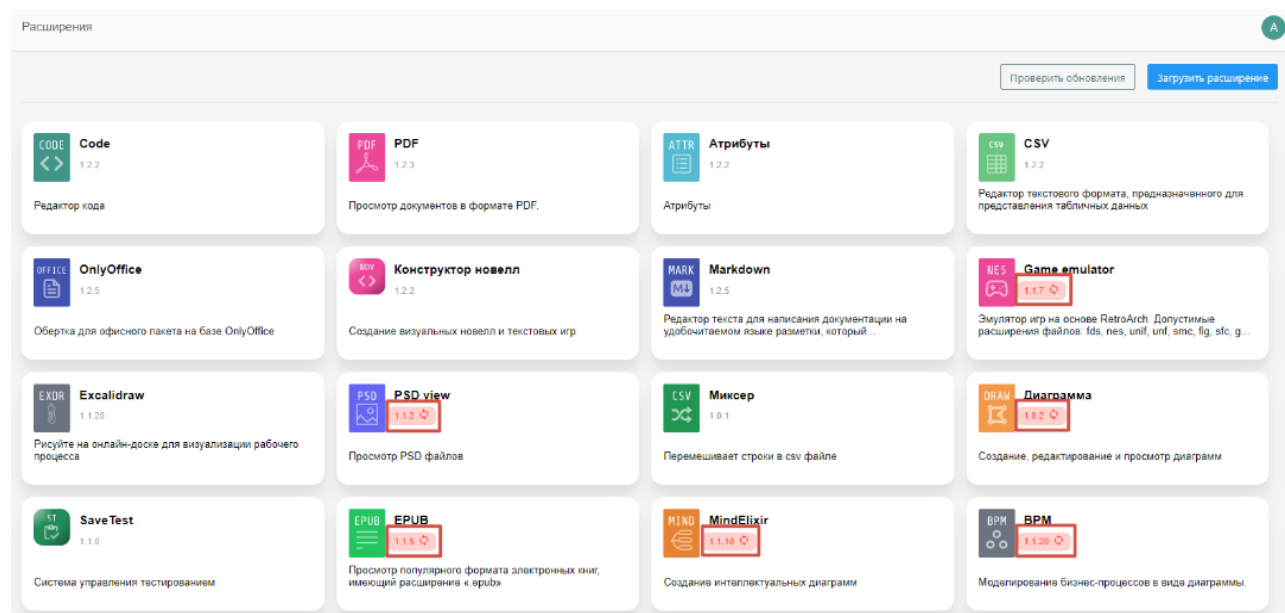 Расширения
A
Проверить обновления
Загрузить расширение
CODE
Code
1.2.2
Редактор кода
PDF
PDF
1.2.3
Просмотр документов в формате PDF.
ATTR
Атрибуты
1.2.2
Атрибуты
CSV
CSV
1.2.2
Редактор текстового формата, предназначенного для
представления табличных данных
OFFICE
OnlyOffice
1.2.5
Обертка для офисного пакета на базе OnlyOffice
NOV
Конструктор новелл
1.2.2
Создание визуальных новелл и текстовых игр
MARK
Markdown
1.2.5
Редактор текста для написания документации на
удобочитаемом языке разметки, который...
NES
Game emulator
1.1.7
Эмулятор игр на основе RetroArch. Допустимые
расширения файлов: fds, nes, unif, unf, smc, fig, sfc, g...
EXDR
Excalidraw
1.1.20
Рисуйте на онлайн-доске для визуализации рабочего
процесса
PSD
PSD view
1.1.2
Просмотр PSD файлов
CSV
Миксер
1.0.1
Перемешивает строки в csv файле
DRAW
Диаграмма
1.0.2
Создание, редактирование и просмотр диаграмм
ST
SaveTest
1.1.0
Система управления тестированием
EPUB
EPUB
1.1.5
Просмотр популярного формата электронных книг,
имеющий расширение «.epub»
MIND
MindElixir
1.1.10
Создание интеллектуальных диаграмм
BPM
BPM
1.1.20
Моделирование бизнес-процессов в виде диаграммы.